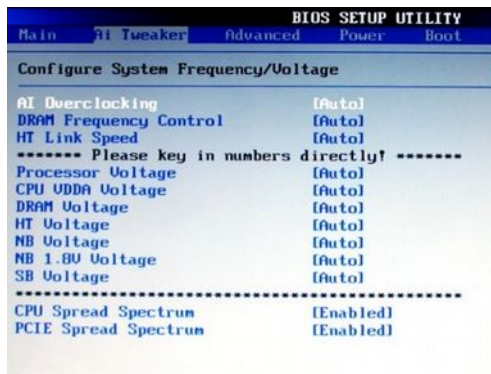 BIOS SETUP UTILITY
Main Ai Tweaker Advanced Power Boot
Configure System Frequency/Voltage
AI Overclocking [Auto]
DRAM Frequency Control [Auto]
HT Link Speed [Auto]
******* Please key in numbers directly! *******
Processor Voltage [Auto]
CPU VDDA Voltage [Auto]
DRAM Voltage [Auto]
HT Voltage [Auto]
NB Voltage [Auto]
NB 1.8V Voltage [Auto]
SB Voltage [Auto]
CPU Spread Spectrum [Enabled]
PCIE Spread Spectrum [Enabled]